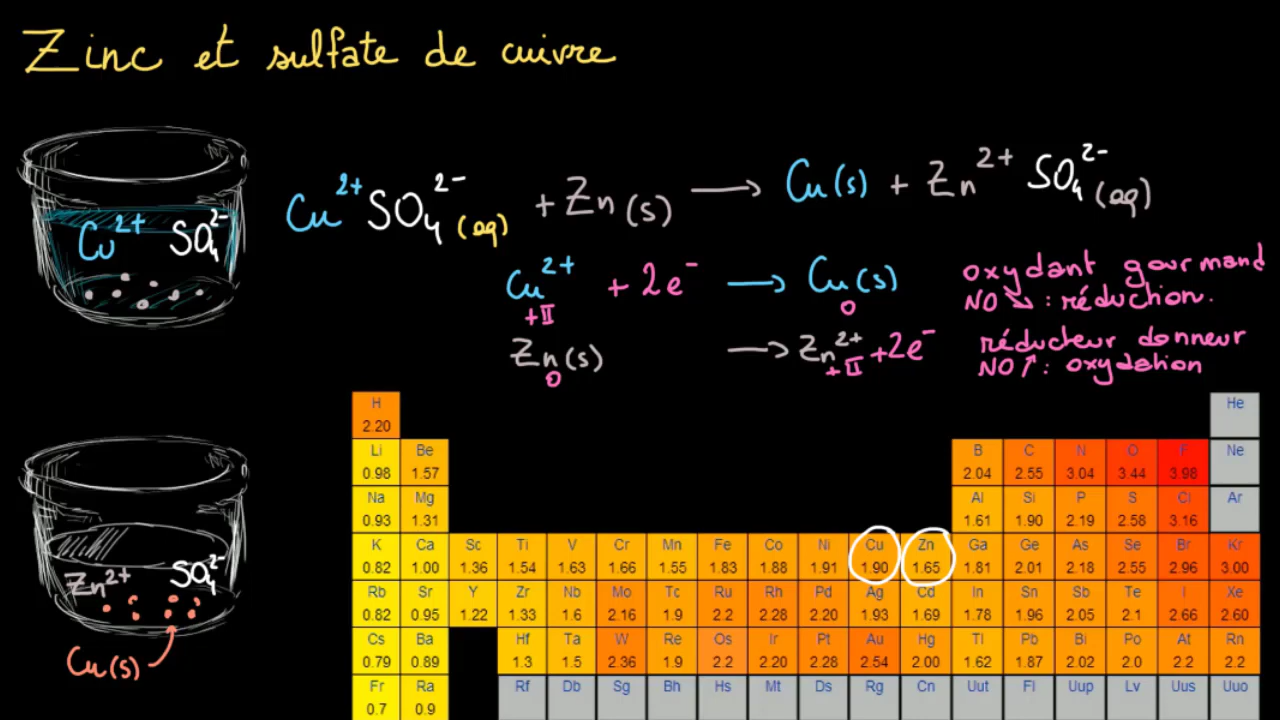 Zinc et sulfate de cuivre
Cu²⁺ SO₄²⁻ (aq) + Zn(s) → Cu(s) + Zn²⁺ SO₄²⁻ (aq)
Cu²⁺ SO₄²⁻
Cu²⁺ + 2e⁻ → Cu(s) oxydant gourmand
+II 0 NO ↘ : réduction.
Zn(s) → Zn²⁺ + 2e⁻ réducteur donneur
0 +II NO ↗ : oxydation
Zn²⁺ SO₄²⁻
Cu(s)
H He
2.20
Li Be B C N O F Ne
0.98 1.57 2.04 2.55 3.04 3.44 3.98
Na Mg Al Si P S Cl Ar
0.93 1.31 1.61 1.90 2.19 2.58 3.16
K Ca Sc Ti V Cr Mn Fe Co Ni Cu Zn Ga Ge As Se Br Kr
0.82 1.00 1.36 1.54 1.63 1.66 1.55 1.83 1.88 1.91 1.90 1.65 1.81 2.01 2.18 2.55 2.96 3.00
Rb Sr Y Zr Nb Mo Tc Ru Rh Pd Ag Cd In Sn Sb Te I Xe
0.82 0.95 1.22 1.33 1.6 2.16 1.9 2.2 2.28 2.20 1.93 1.69 1.78 1.96 2.05 2.1 2.66 2.60
Cs Ba Hf Ta W Re Os Ir Pt Au Hg Tl Pb Bi Po At Rn
0.79 0.89 1.3 1.5 2.36 1.9 2.2 2.20 2.28 2.54 2.00 1.62 1.87 2.02 2.0 2.2 2.2
Fr Ra Rf Db Sg Bh Hs Mt Ds Rg Cn Uut Fl Uup Lv Uus Uuo
0.7 0.9